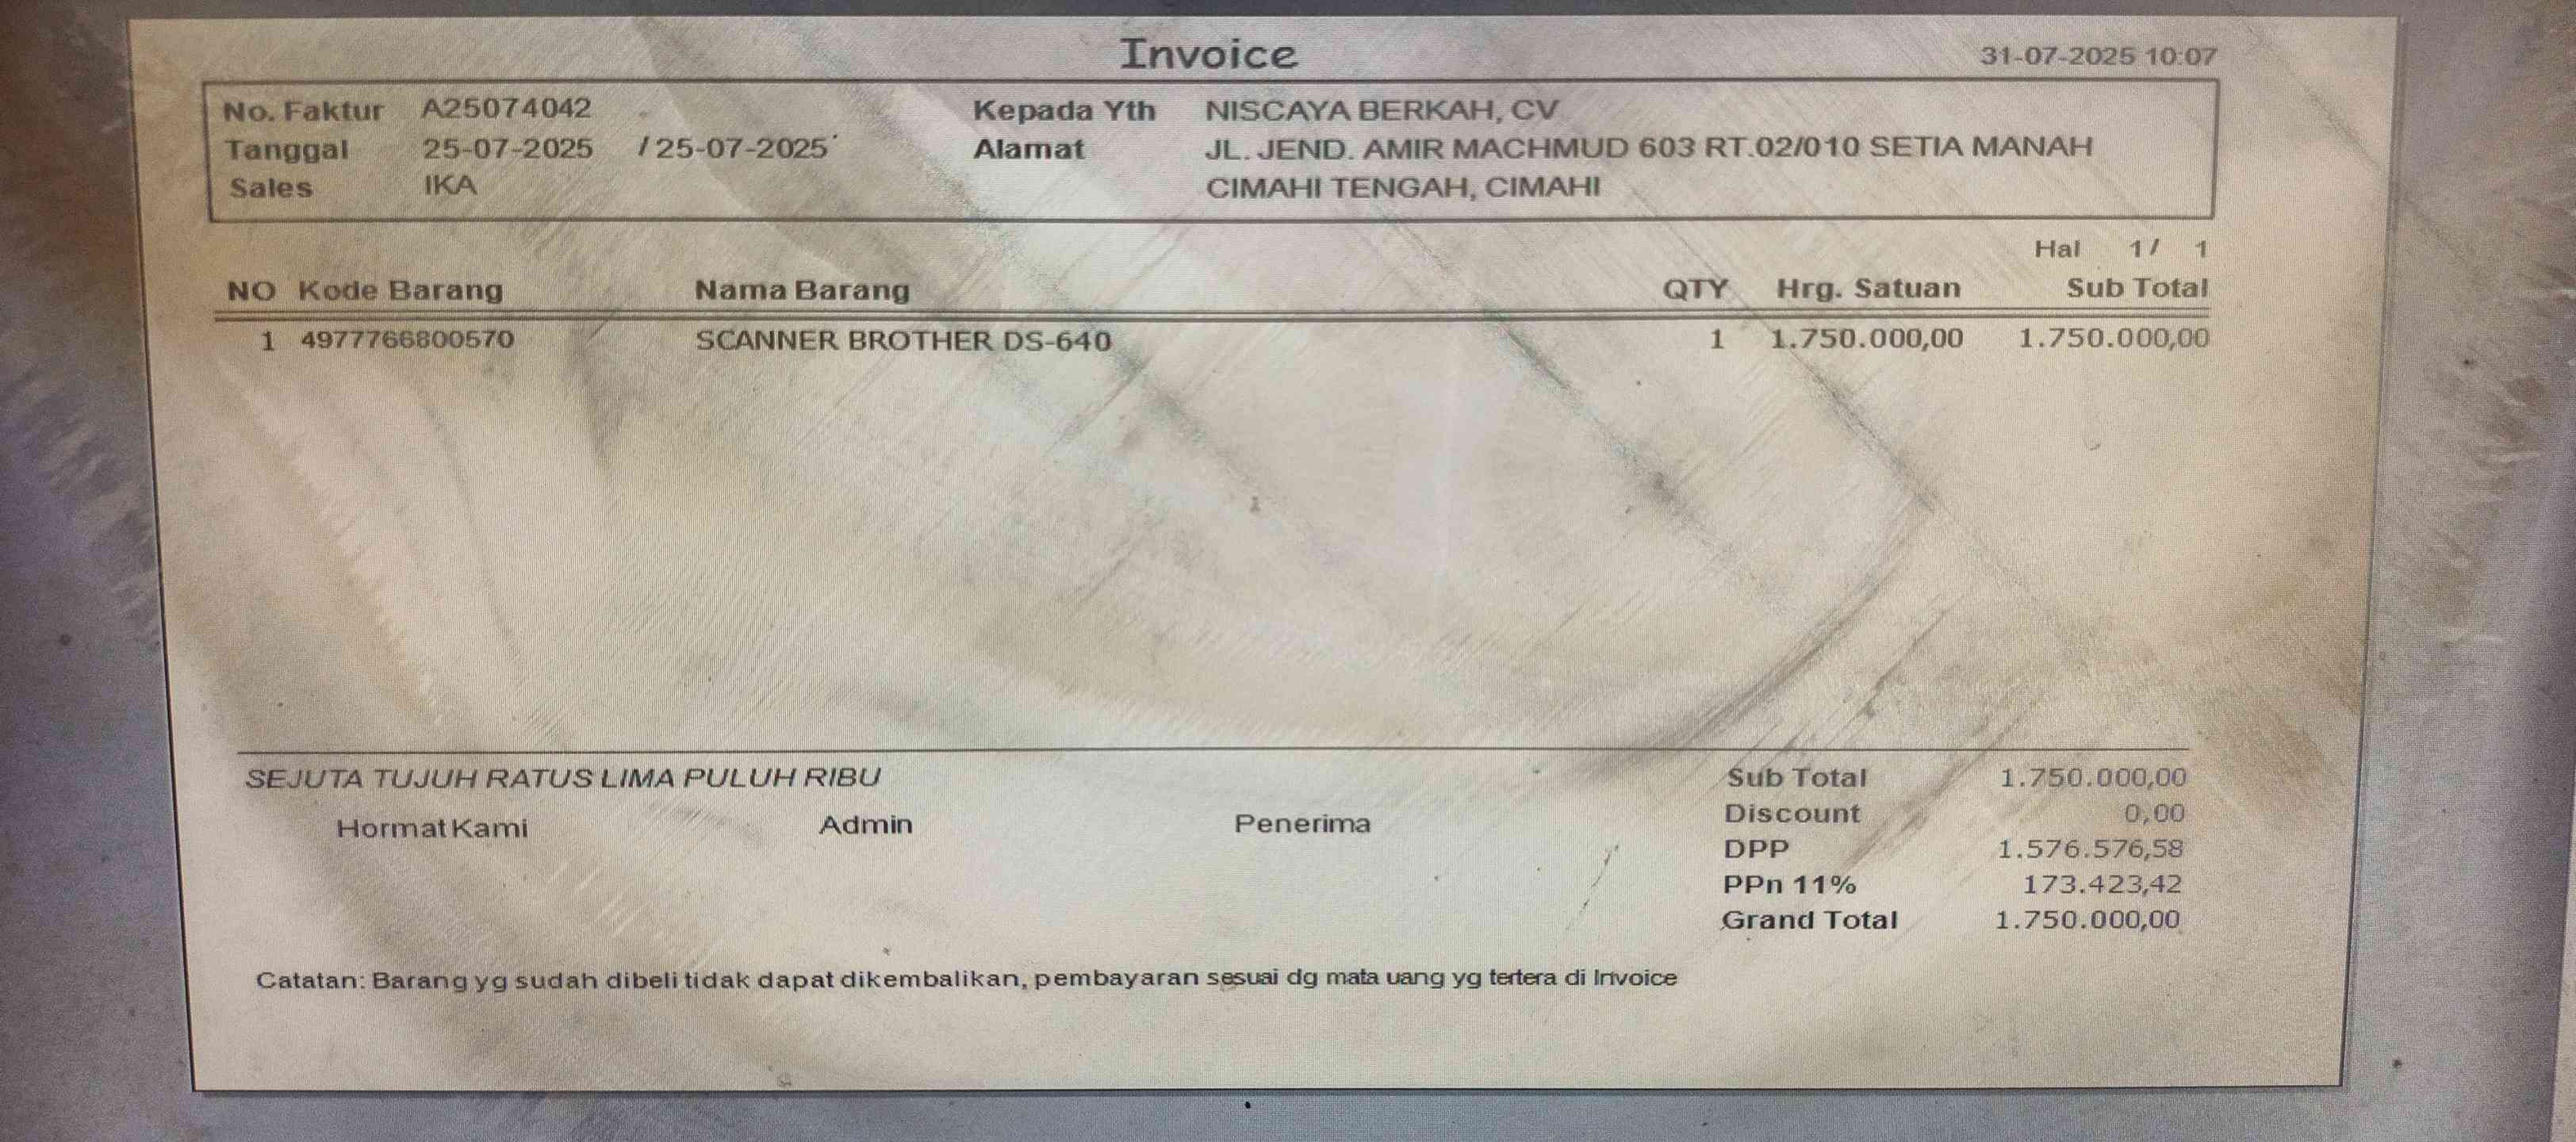 Invoice
31-07-2025 10:07
No. Faktur A25074042 Kepada Yth NISCAYA BERKAH, CV
Tanggal 25-07-2025 / 25-07-2025 Alamat JL. JEND. AMIR MACHMUD 603 RT.02/010 SETIA MANAH
Sales IKA CIMAHI TENGAH, CIMAHI
Hal 1 / 1
NO Kode Barang Nama Barang QTY Hrg. Satuan Sub Total
1 4977766800570 SCANNER BROTHER DS-640 1 1.750.000,00 1.750.000,00
SEJUTA TUJUH RATUS LIMA PULUH RIBU Sub Total 1.750.000,00
Hormat Kami Admin Penerima Discount 0,00
DPP 1.576.576,58
PPn 11% 173.423,42
Grand Total 1.750.000,00
Catatan: Barang yg sudah dibeli tidak dapat dikembalikan, pembayaran sesuai dg mata uang yg tertera di Invoice